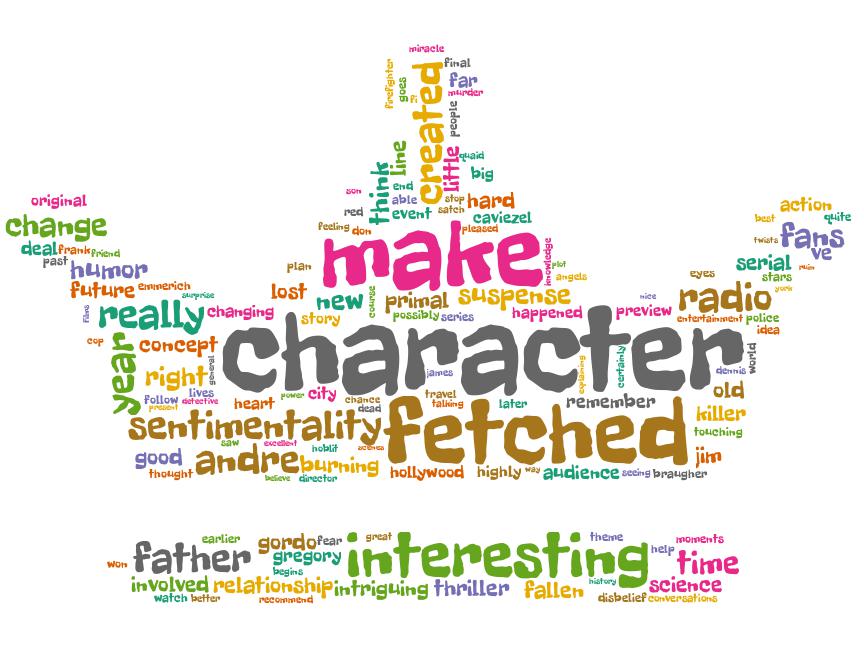 miracle
firefighter goes created final
far
murder
people
think line little quaid
big
son end able stop hard
red event satch caviezel
feeling don pleased
original
change
deal frank friend
past humor
future emmerich
surprise
films really changing
action
best quite
fans
twists ve
serial ruin
stars
york
make knowledge
plan plot
angels
lost new course primal suspense
story possibly series happened nice
preview
eyes
radio
entertainment police
idea
cop concept character world
year right general james explaining certainly dennis
follow lives power city travel old
present detective heart chance talking later remember killer
dead
sentimentality fetched touching
saw excellent hoblit science
good andre burning hollywood highly way audience seeing braugher jim
thought believe director
earlier gordo fear great theme moments
won father gregory interesting help time
begins history
involved relationship intriguing thriller fallen science
watch better recommend disbelief conversations